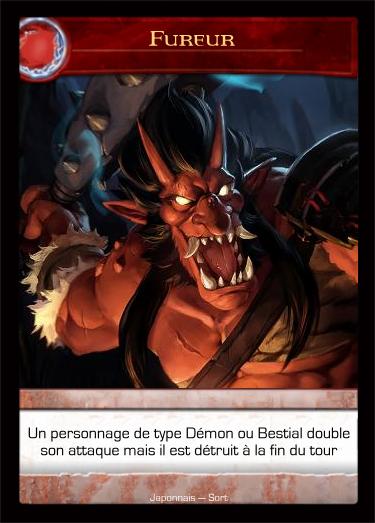 Fureur
Un personnage de type Démon ou Bestial double
son attaque mais il est détruit à la fin du tour
Japonnais — Sort